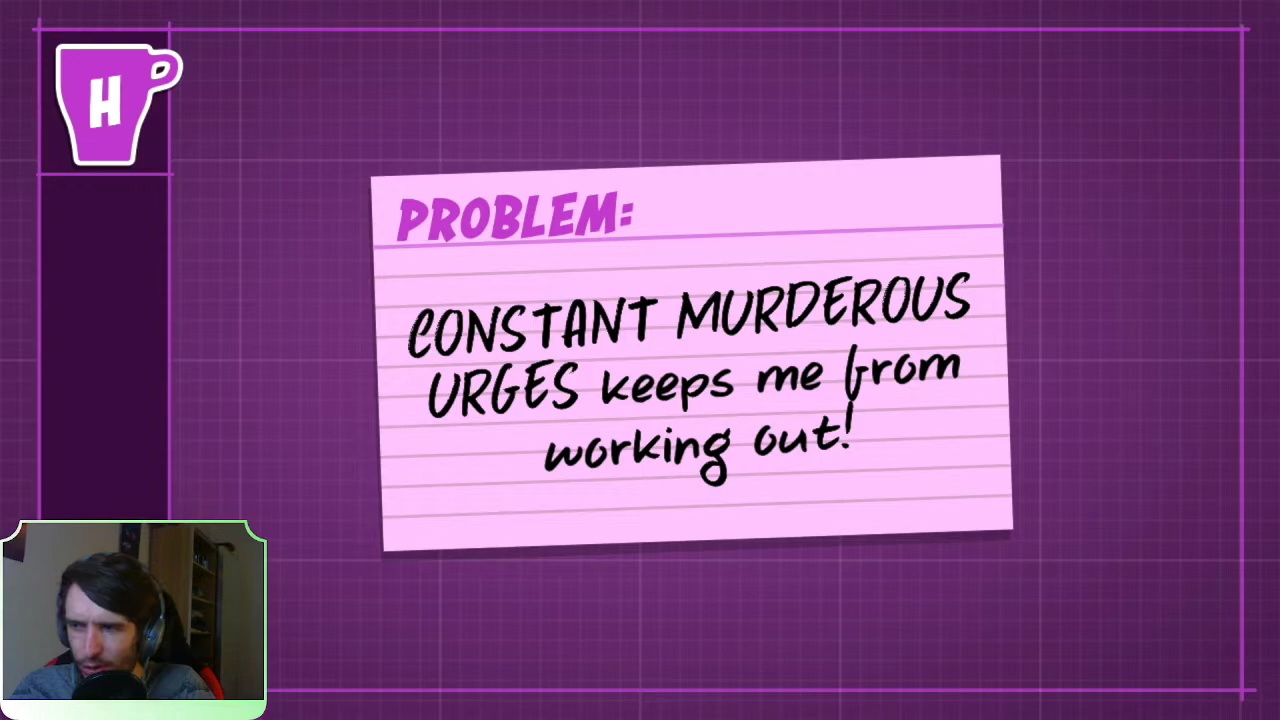 H
PROBLEM:
CONSTANT MURDEROUS
URGES keeps me from
working out!